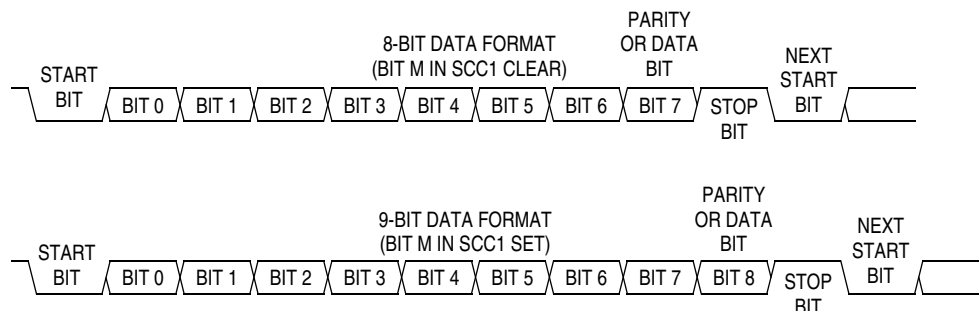 8-BIT DATA FORMAT
(BIT M IN SCC1 CLEAR)
PARITY
OR DATA
BIT
START
BIT
BIT 0 BIT 1 BIT 2 BIT 3 BIT 4 BIT 5 BIT 6 BIT 7
STOP
BIT
NEXT
START
BIT
9-BIT DATA FORMAT
(BIT M IN SCC1 SET)
PARITY
OR DATA
BIT
START
BIT
BIT 0 BIT 1 BIT 2 BIT 3 BIT 4 BIT 5 BIT 6 BIT 7 BIT 8
STOP
BIT
NEXT
START
BIT